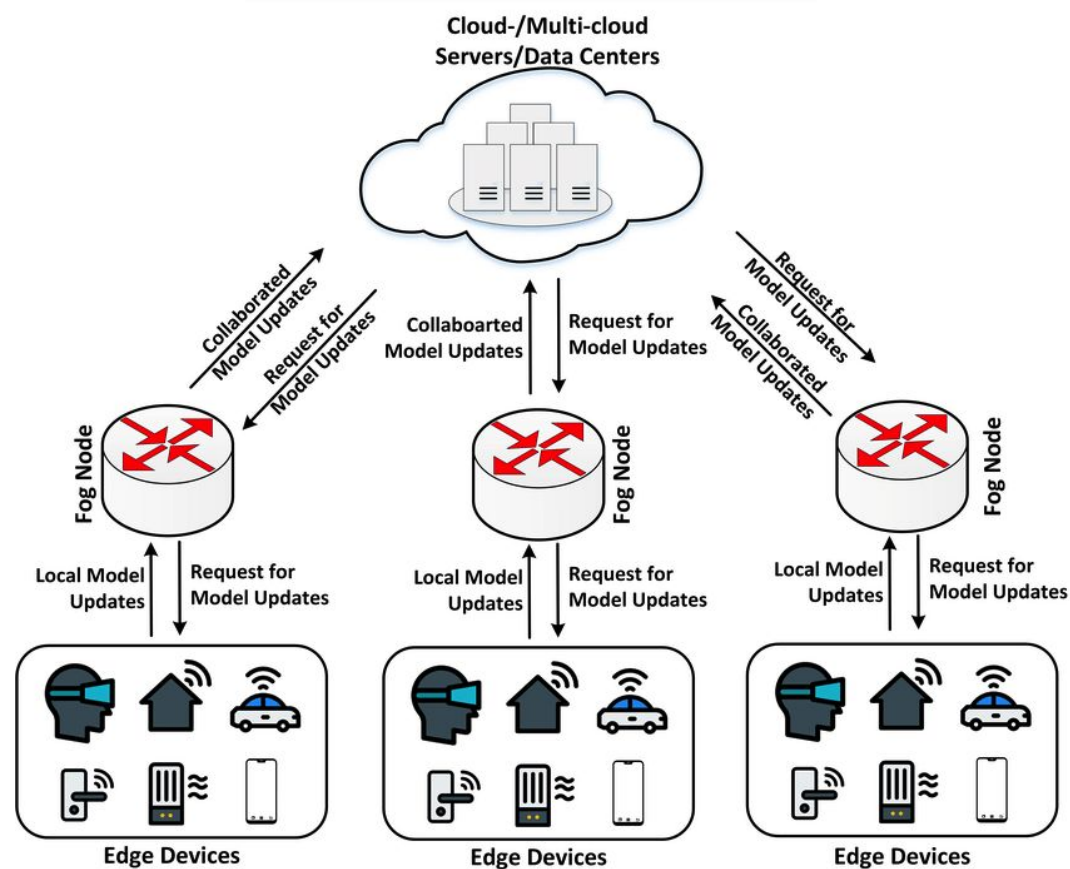 Cloud-/Multi-cloud
Servers/Data Centers
Collaborated
Model Updates
Request for
Model Updates
Collaboarted
Model Updates
Request for
Model Updates
Request for
Model Updates
Collaborated
Model Updates
Fog Node
Fog Node
Fog Node
Local Model
Updates
Request for
Model Updates
Local Model
Updates
Request for
Model Updates
Local Model
Updates
Request for
Model Updates
Edge Devices
Edge Devices
Edge Devices